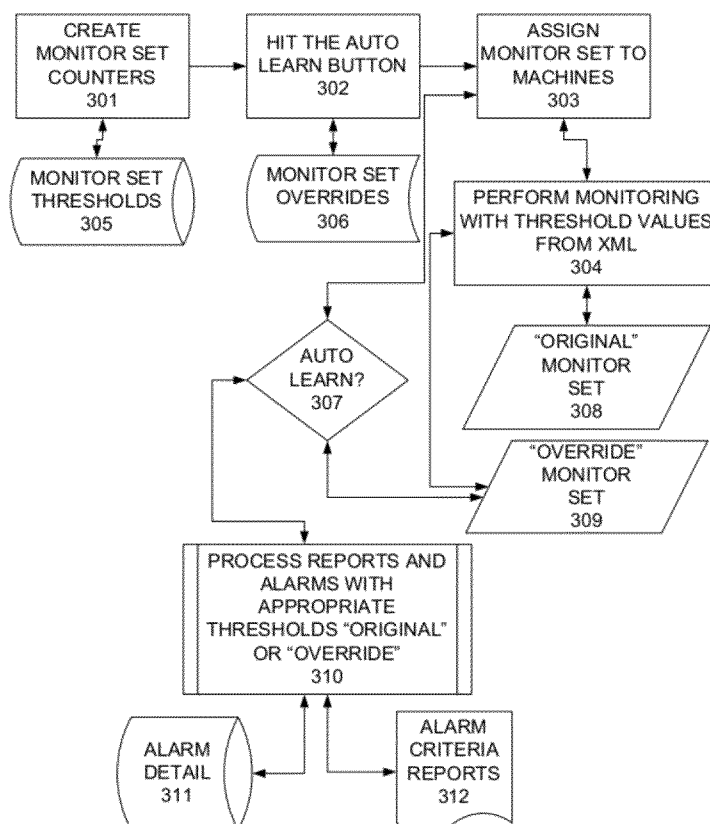 CREATE
MONITOR SET
COUNTERS
301
HIT THE AUTO
LEARN BUTTON
302
ASSIGN
MONITOR SET TO
MACHINES
303
MONITOR SET
THRESHOLDS
305
MONITOR SET
OVERRIDES
306
PERFORM MONITORING
WITH THRESHOLD VALUES
FROM XML
304
AUTO
LEARN?
307
“ORIGINAL”
MONITOR
SET
308
“OVERRIDE”
MONITOR
SET
309
PROCESS REPORTS AND
ALARMS WITH
APPROPRIATE
THRESHOLDS “ORIGINAL”
OR “OVERRIDE”
310
ALARM
DETAIL
311
ALARM
CRITERIA
REPORTS
312